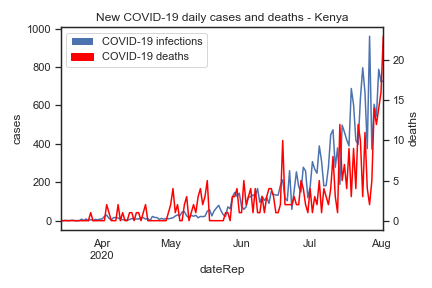 New COVID-19 daily cases and deaths - Kenya
COVID-19 infections
COVID-19 deaths
1000
800
600
400
200
0
cases
20
15
10
5
0
deaths
Apr
2020
May
Jun
Jul
Aug
dateRep